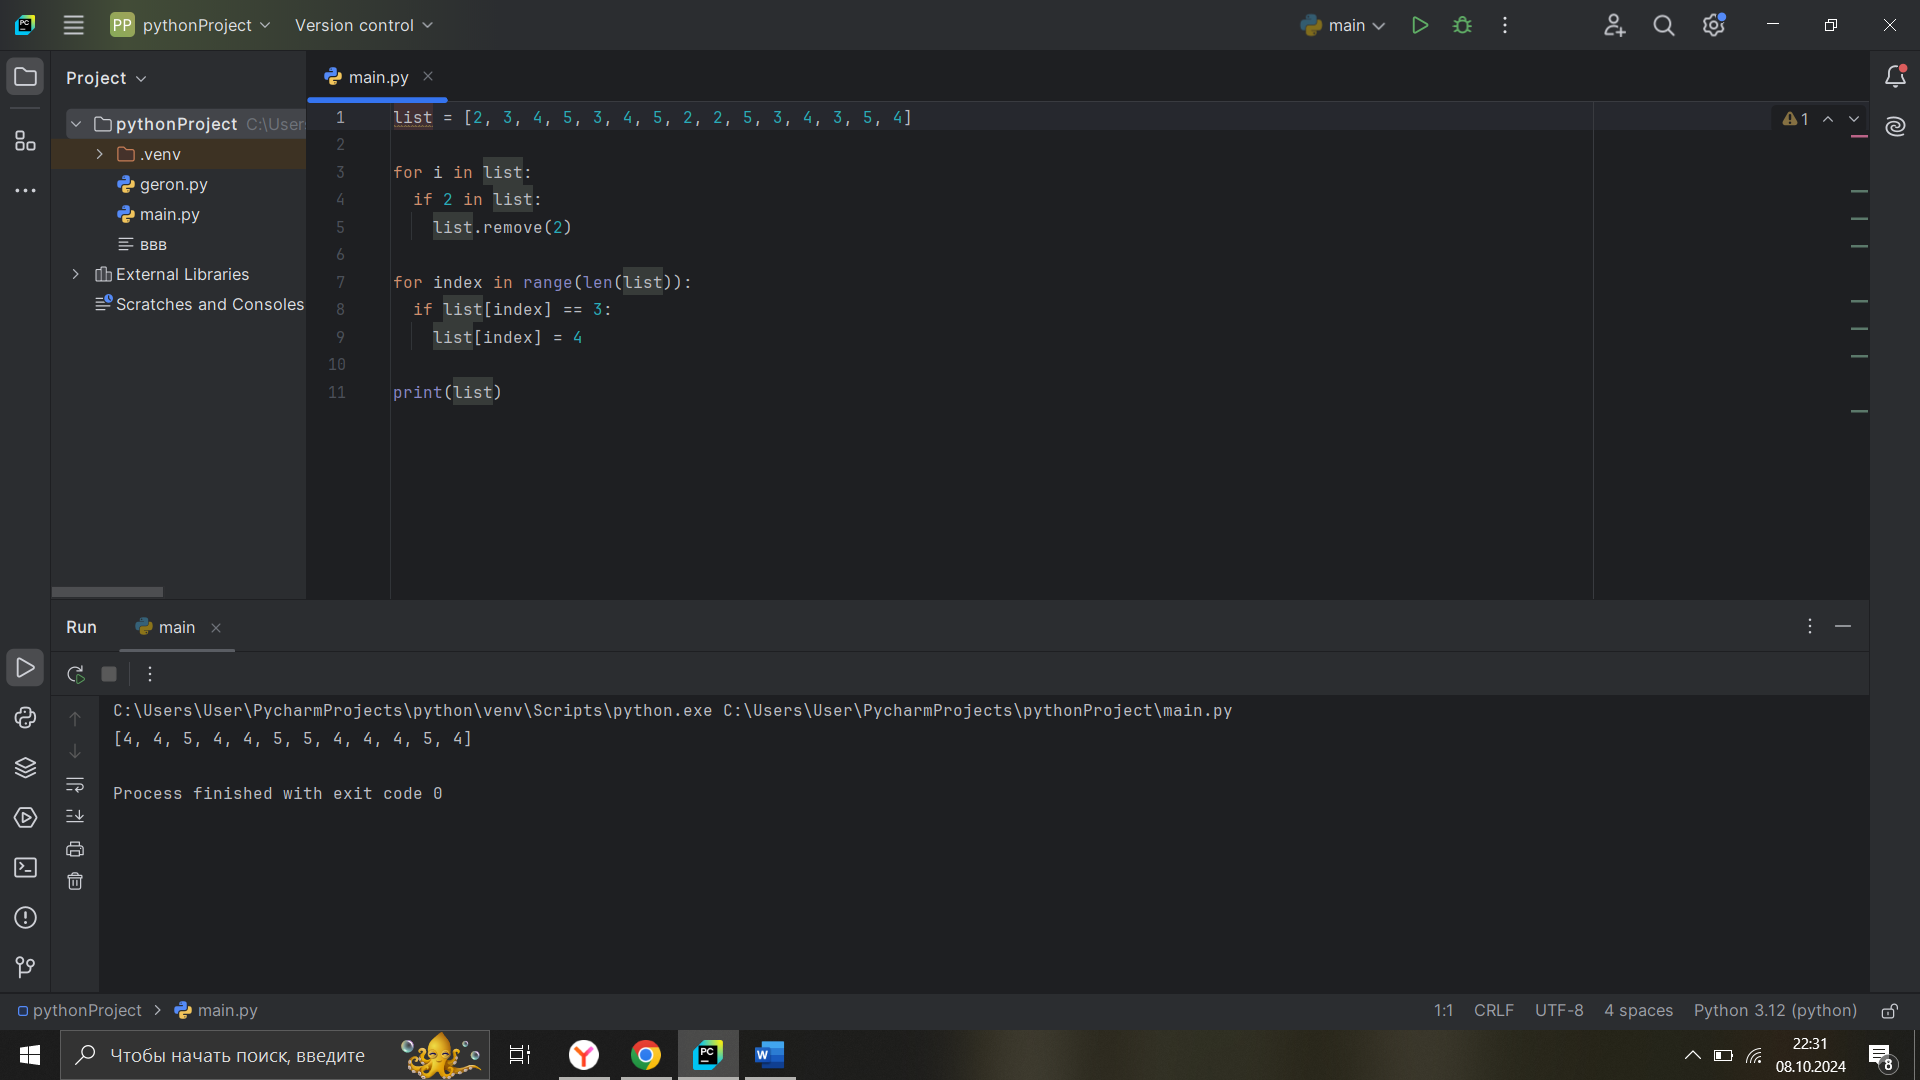 PP pythonProject Version control main
Project main.py
pythonProject C:\User
.venv
geron.py
main.py
ввв
External Libraries
Scratches and Consoles
1 list = [2, 3, 4, 5, 3, 4, 5, 2, 2, 5, 3, 4, 3, 5, 4] 1
2
3 for i in list:
4 if 2 in list:
5 list.remove(2)
6
7 for index in range(len(list)):
8 if list[index] == 3:
9 list[index] = 4
10
11 print(list)
Run main
C:\Users\User\PycharmProjects\python\venv\Scripts\python.exe C:\Users\User\PycharmProjects\pythonProject\main.py
[4, 4, 5, 4, 4, 5, 5, 4, 4, 4, 5, 4]
Process finished with exit code 0
pythonProject main.py 1:1 CRLF UTF-8 4 spaces Python 3.12 (python)
Чтобы начать поиск, введите
22:31
08.10.2024
8